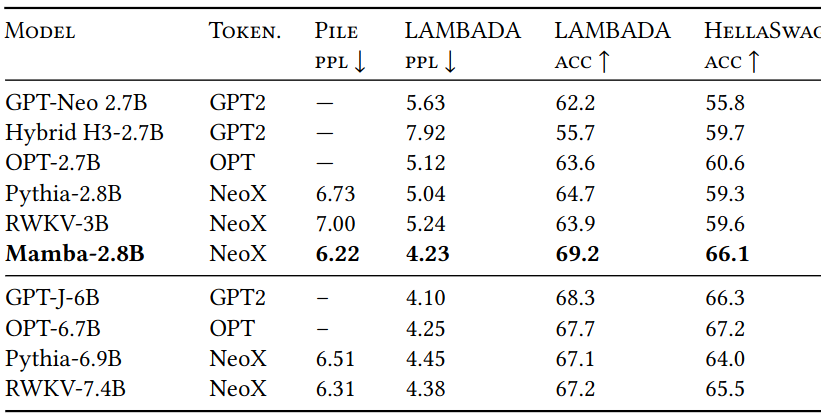 MODEL TOKEN. PILE LAMBADA LAMBADA HELLASWAG
PPL ↓ PPL ↓ ACC ↑ ACC ↑
GPT-Neo 2.7B GPT2 — 5.63 62.2 55.8
Hybrid H3-2.7B GPT2 — 7.92 55.7 59.7
OPT-2.7B OPT — 5.12 63.6 60.6
Pythia-2.8B NeoX 6.73 5.04 64.7 59.3
RWKV-3B NeoX 7.00 5.24 63.9 59.6
Mamba-2.8B NeoX 6.22 4.23 69.2 66.1
GPT-J-6B GPT2 – 4.10 68.3 66.3
OPT-6.7B OPT – 4.25 67.7 67.2
Pythia-6.9B NeoX 6.51 4.45 67.1 64.0
RWKV-7.4B NeoX 6.31 4.38 67.2 65.5